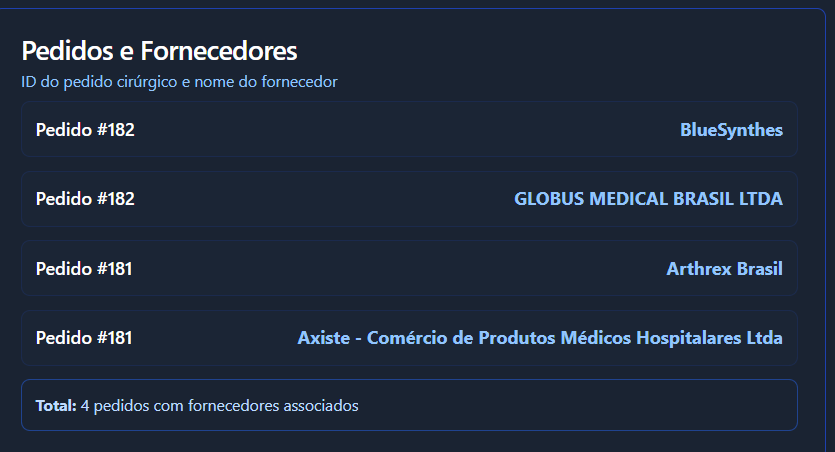 Pedidos e Fornecedores
ID do pedido cirúrgico e nome do fornecedor
Pedido #182 BlueSynthes
Pedido #182 GLOBUS MEDICAL BRASIL LTDA
Pedido #181 Arthrex Brasil
Pedido #181 Axiste - Comércio de Produtos Médicos Hospitalares Ltda
Total: 4 pedidos com fornecedores associados